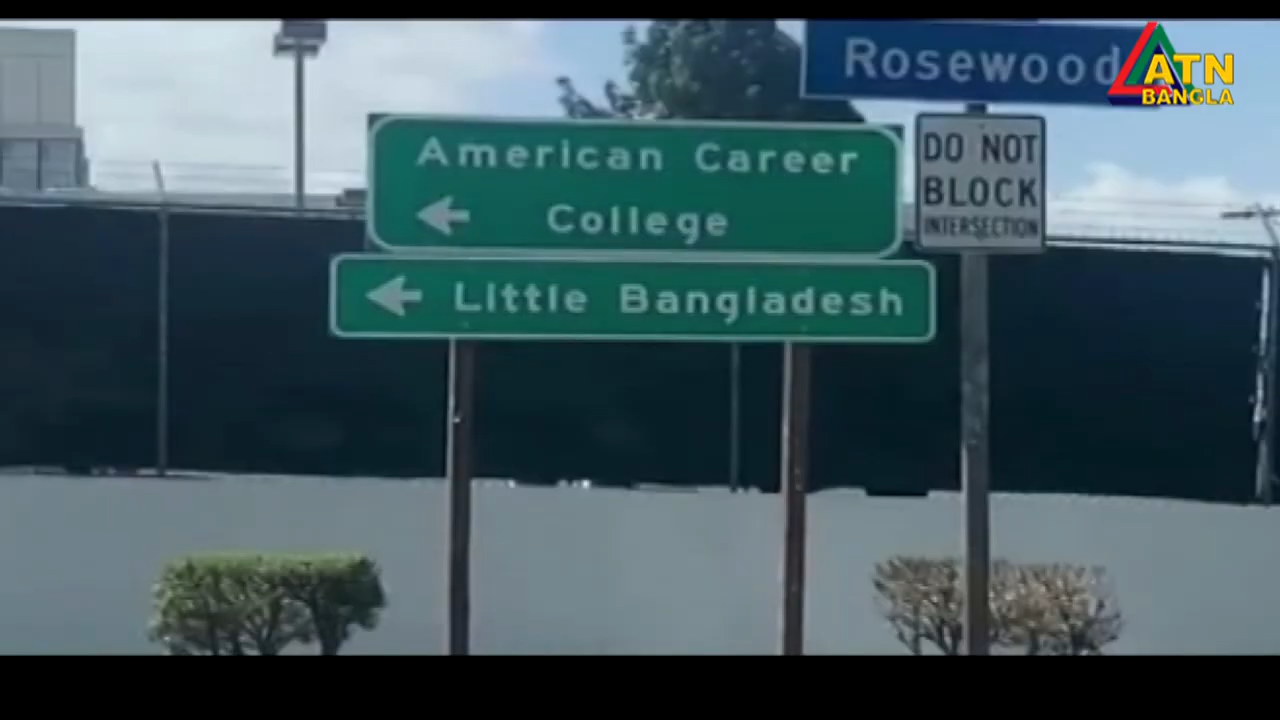 Rosewood
ATN
BANGLA
American Career
College
DO NOT
BLOCK
INTERSECTION
Little Bangladesh